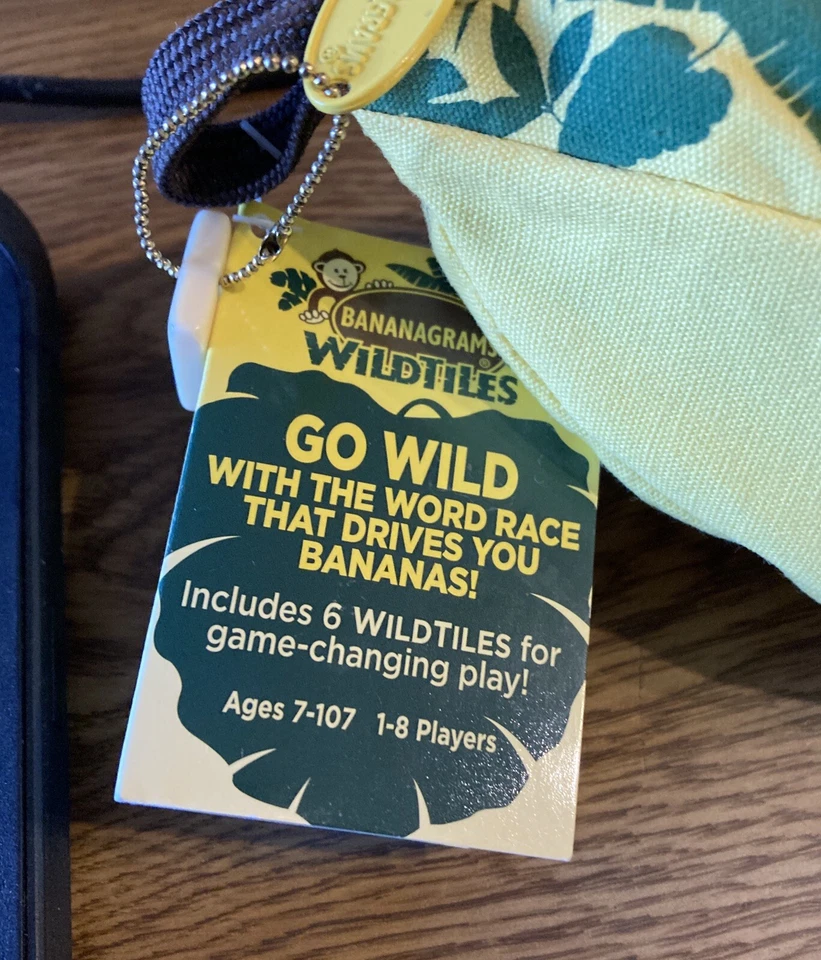 BANANAGRAMS®
WILDTILES
GO WILD
WITH THE WORD RACE
THAT DRIVES YOU
BANANAS!
Includes 6 WILDTILES for
game-changing play!
Ages 7-107 1-8 Players